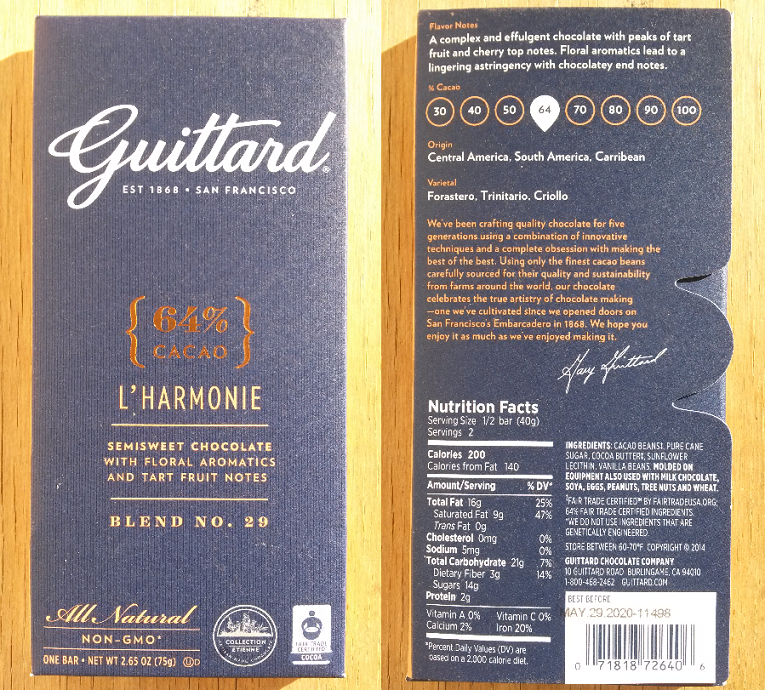 Guittard®
EST 1868 • SAN FRANCISCO
64%
CACAO
L'HARMONIE
SEMISWEET CHOCOLATE
WITH FLORAL AROMATICS
AND TART FRUIT NOTES
BLEND NO. 29
All Natural
NON-GMO*
ONE BAR • NET WT 2.65 OZ (75g) UD
COLLECTION
ETIENNE
FAIR TRADE
CERTIFIED
COCOA
Flavor Notes
A complex and effulgent chocolate with peaks of tart
fruit and cherry top notes. Floral aromatics lead to a
lingering astringency with chocolatey end notes.
% Cacao
30 40 50 64 70 80 90 100
Origin
Central America, South America, Carribean
Varietal
Forastero, Trinitario, Criollo
We've been crafting quality chocolate for five
generations using a combination of innovative
techniques and a complete obsession with making the
best of the best. Using only the finest cacao beans
carefully sourced for their quality and sustainability
from farms around the world, our chocolate
celebrates the true artistry of chocolate making
—one we've cultivated since we opened doors on
San Francisco's Embarcadero in 1868. We hope you
enjoy it as much as we've enjoyed making it.
Gary Guittard
Nutrition Facts
Serving Size 1/2 bar (40g)
Servings 2
Calories 200
Calories from Fat 140
Amount/Serving % DV*
Total Fat 16g 25%
Saturated Fat 9g 47%
Trans Fat 0g
Cholesterol 0mg 0%
Sodium 5mg 0%
Total Carbohydrate 21g 7%
Dietary Fiber 3g 14%
Sugars 14g
Protein 2g
Vitamin A 0% Vitamin C 0%
Calcium 2% Iron 20%
*Percent Daily Values (DV) are
based on a 2,000 calorie diet.
INGREDIENTS: CACAO BEANS‡, PURE CANE
SUGAR, COCOA BUTTER‡, SUNFLOWER
LECITHIN, VANILLA BEANS. MOLDED ON
EQUIPMENT ALSO USED WITH MILK CHOCOLATE,
SOYA, EGGS, PEANUTS, TREE NUTS AND WHEAT.
‡FAIR TRADE CERTIFIED™ BY FAIRTRADEUSA.ORG:
64% FAIR TRADE CERTIFIED INGREDIENTS.
*WE DO NOT USE INGREDIENTS THAT ARE
GENETICALLY ENGINEERED
STORE BETWEEN 60-70°F. COPYRIGHT © 2014
GUITTARD CHOCOLATE COMPANY
10 GUITTARD ROAD BURLINGAME, CA 94010
1-800-468-2462 GUITTARD.COM
BEST BEFORE
MAY 29 2020-11498
0 71818 72640 6